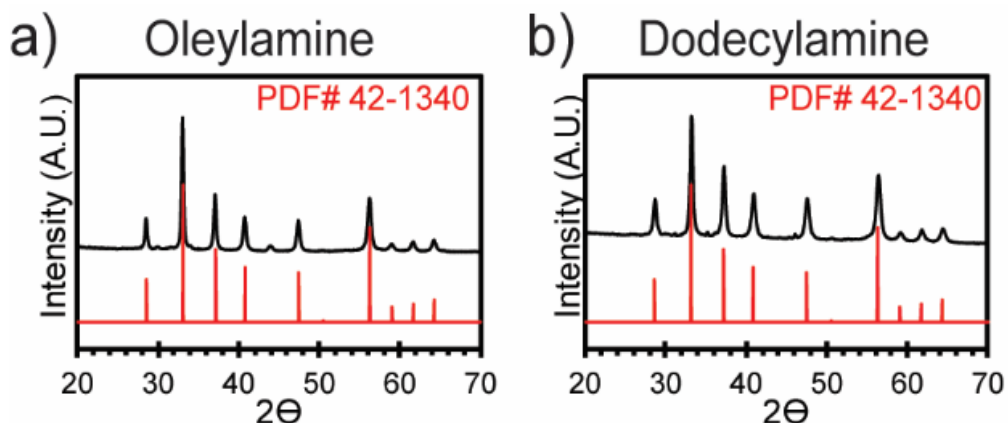 a) Oleylamine
PDF# 42-1340
Intensity (A.U.)
20 30 40 50 60 70
2Θ
b) Dodecylamine
PDF# 42-1340
Intensity (A.U.)
20 30 40 50 60 70
2Θ